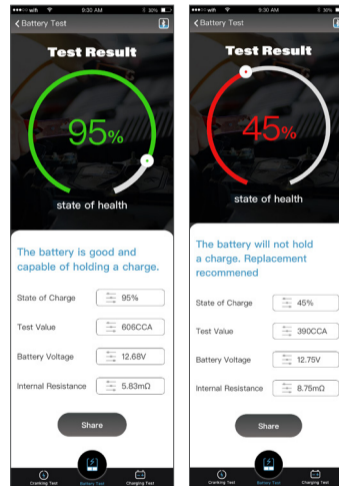 wifi
9:30 AM
30%
Battery Test
Test Result
95%
state of health
The battery is good and
capable of holding a charge.
State of Charge 95%
Test Value 606CCA
Battery Voltage 12.68V
Internal Resistance 5.83mΩ
Share
Cranking Test Battery Test Charging Test
wifi
9:30 AM
30%
Battery Test
Test Result
45%
state of health
The battery will not hold
a charge. Replacement
recommened
State of Charge 45%
Test Value 390CCA
Battery Voltage 12.75V
Internal Resistance 8.75mΩ
Share
Cranking Test Battery Test Charging Test